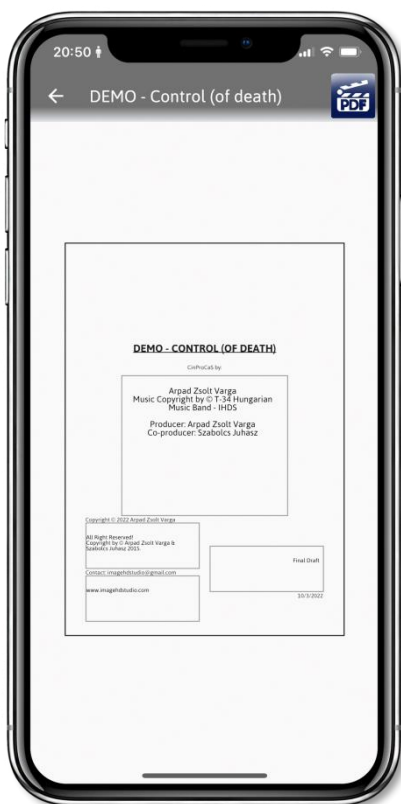 20:50
DEMO - Control (of death)
PDF
DEMO - CONTROL (OF DEATH)
CinProCaS by
Arpad Zsolt Varga
Music Copyright by © T-34 Hungarian
Music Band - IHDS
Producer: Arpad Zsolt Varga
Co-producer: Szabolcs Juhasz
Copyright © 2022 Arpad Zsolt Varga
All Right Reserved!
Copyright by © Arpad Zsolt Varga &
Szabolcs Juhasz 2015
Contact: imagehdstudio@gmail.com
www.imagehdstudio.com
Final Draft
10/3/2022